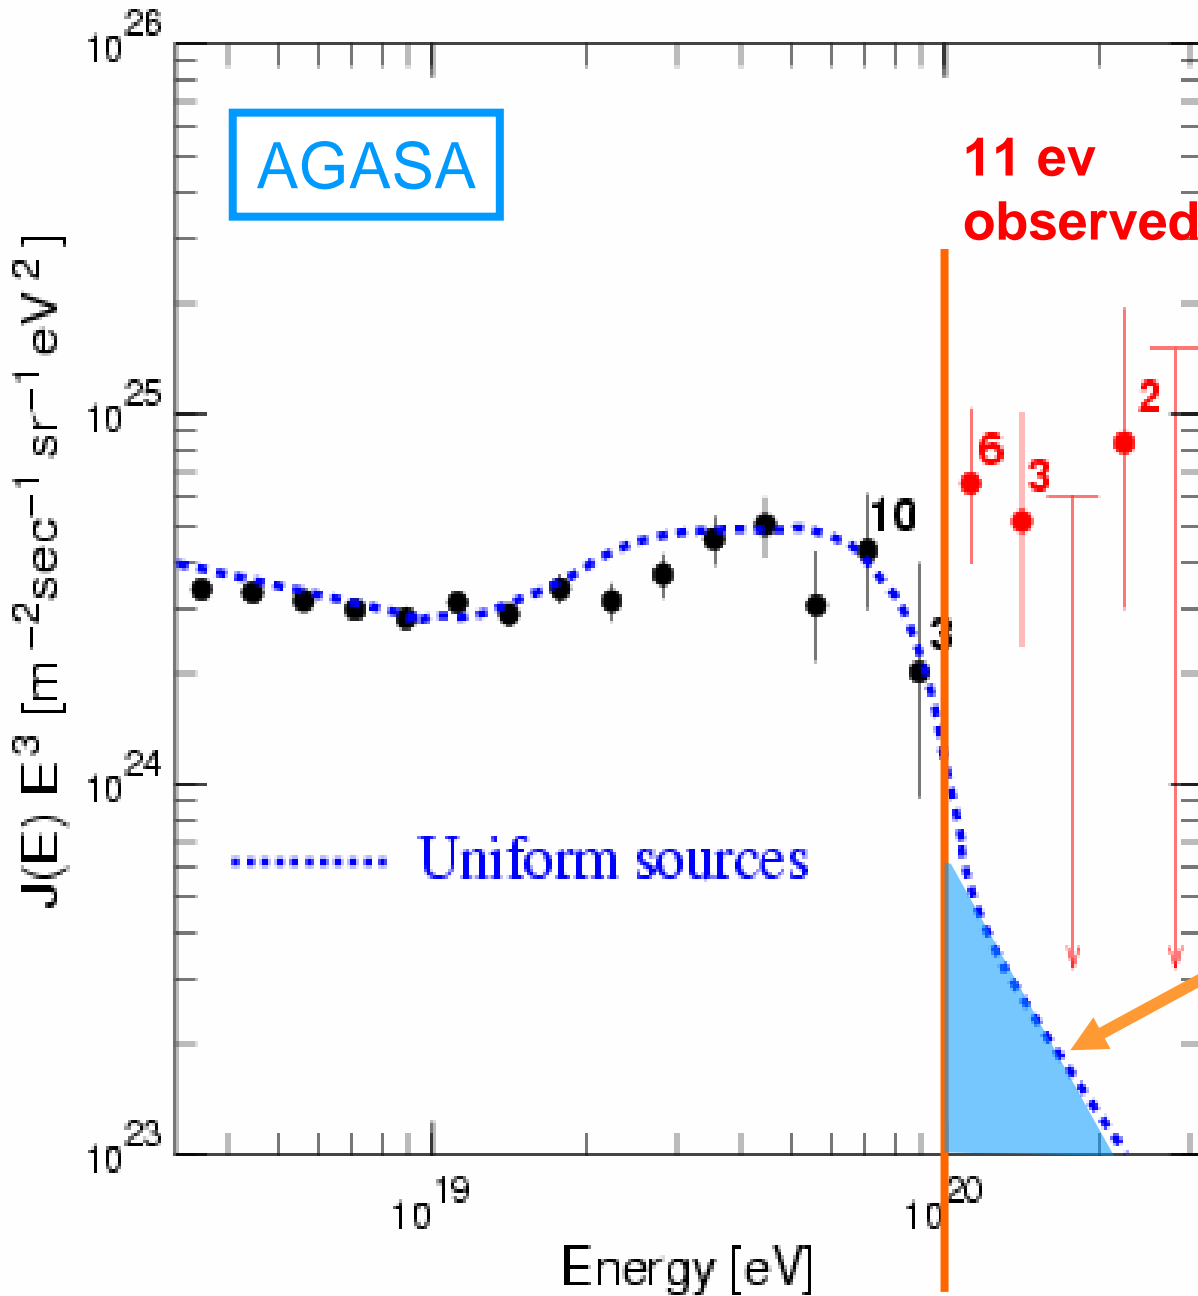 10^26
AGASA
11 ev
observed
J(E) E^3 [m^-2 sec^-1 sr^-1 eV^2]
10^25
2
6
3
10
3
10^24
Uniform sources
10^23
10^19
10^20
Energy [eV]